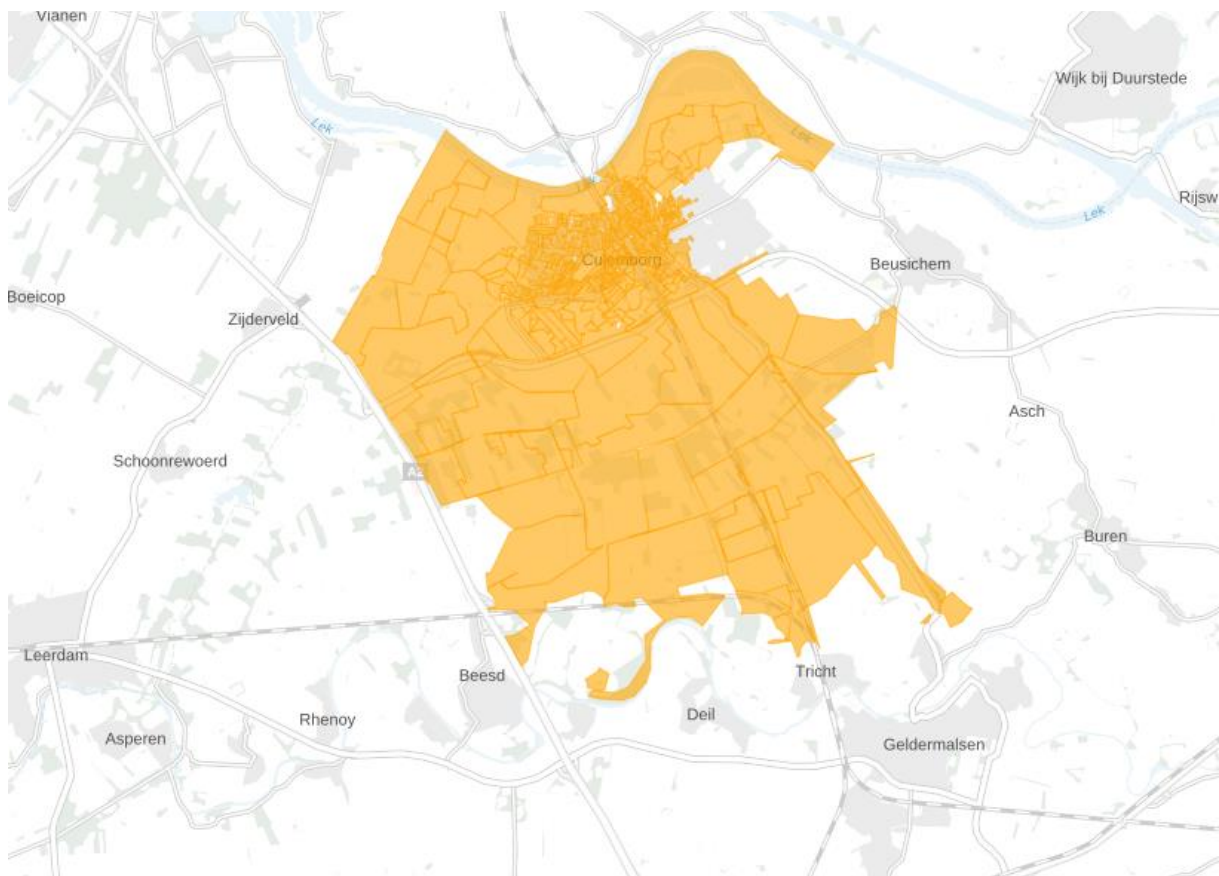 Vianen
Wijk bij Duurstede
Lek
Lek
Rijsw
Lek
Culemborg
Beusichem
Boeicop
Zijderveld
Asch
Schoonrewoerd
A2
Buren
Leerdam
Beesd
Tricht
Rhenoy
Deil
Asperen
Geldermalsen